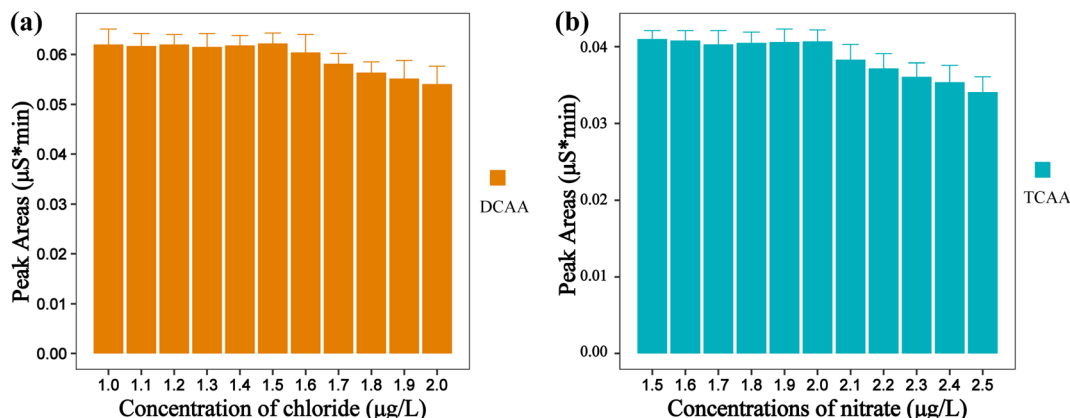 (a)
Peak Areas (μS*min)
0.06
0.05
0.04
0.03
0.02
0.01
0.00
1.0 1.1 1.2 1.3 1.4 1.5 1.6 1.7 1.8 1.9 2.0
Concentration of chloride (μg/L)
DCAA
(b)
Peak Areas (μS*min)
0.04
0.03
0.02
0.01
0.00
1.5 1.6 1.7 1.8 1.9 2.0 2.1 2.2 2.3 2.4 2.5
Concentrations of nitrate (μg/L)
TCAA